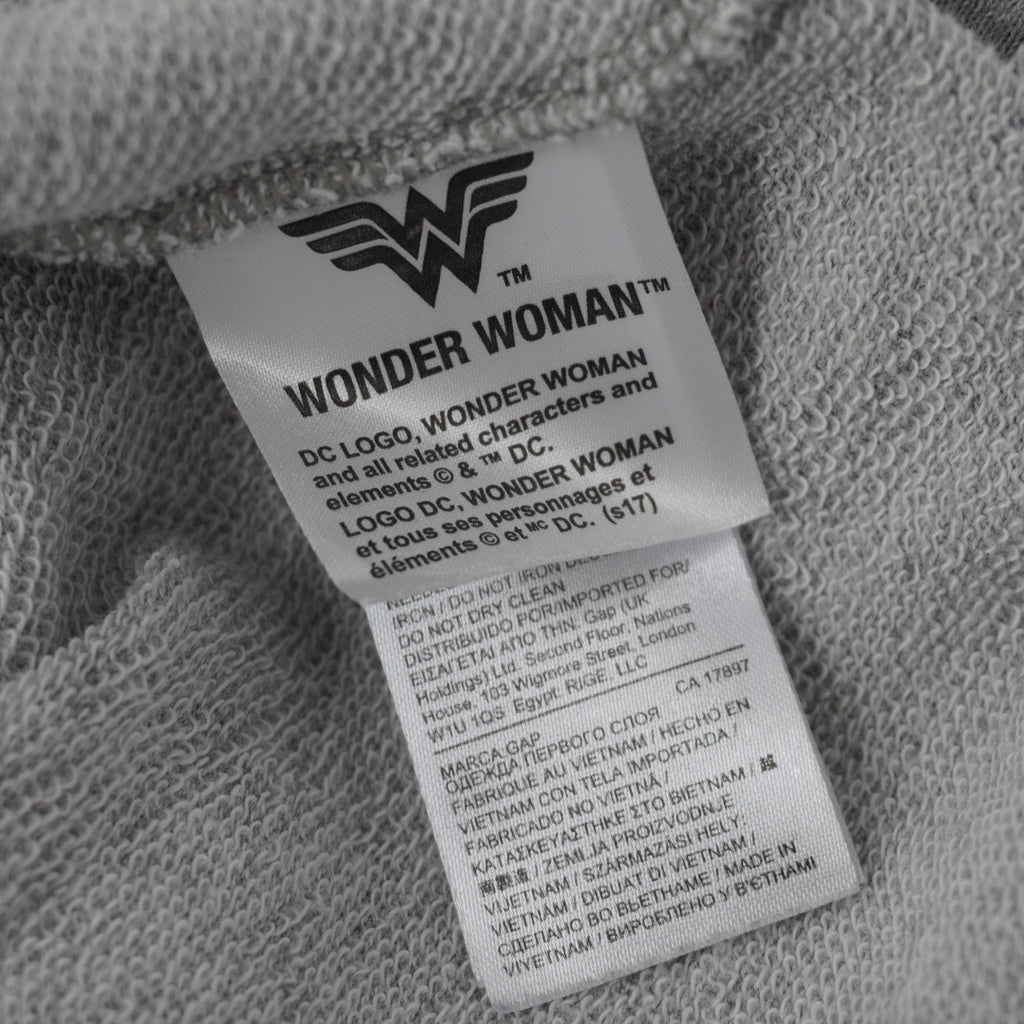 TM
WONDER WOMAN™
DC LOGO, WONDER WOMAN
and all related characters and
elements © & ™ DC.
LOGO DC, WONDER WOMAN
et tous ses personnages et
éléments © et MC DC. (s17)
IRON / DO NOT IRON
DO NOT DRY CLEAN
DISTRIBUIDO POR/IMPORTED FOR/
ΕΙΣΑΓΕΤΑΙ ΑΠΟ ΤΗΝ: Gap (UK
Holdings) Ltd. Second Floor, Nations
House, 103 Wigmore Street, London
W1U 1QS. Egypt: RIGE, LLC
CA 17897
MARCA GAP
ОДЕЖДА ПЕРВОГО СЛОЯ
FABRIQUÉ AU VIETNAM / HECHO EN
VIETNAM CON TELA IMPORTADA /
FABRICADO NO VIETNÃ /
ΚΑΤΑΣΚΕΥΑΣΤΗΚΕ ΣΤΟ ΒΙΕΤΝΑΜ /
/ ZEMLJA PROIZVODNJE
VIJETNAM / SZÁRMAZÁSI HELY:
VIETNAM / DIBUAT DI VIETNAM /
СДЕЛАНО ВО ВЬЕТНАМЕ / MADE IN
VIYETNAM / ВИРОБЛЕНО У В'ЄТНАМІ